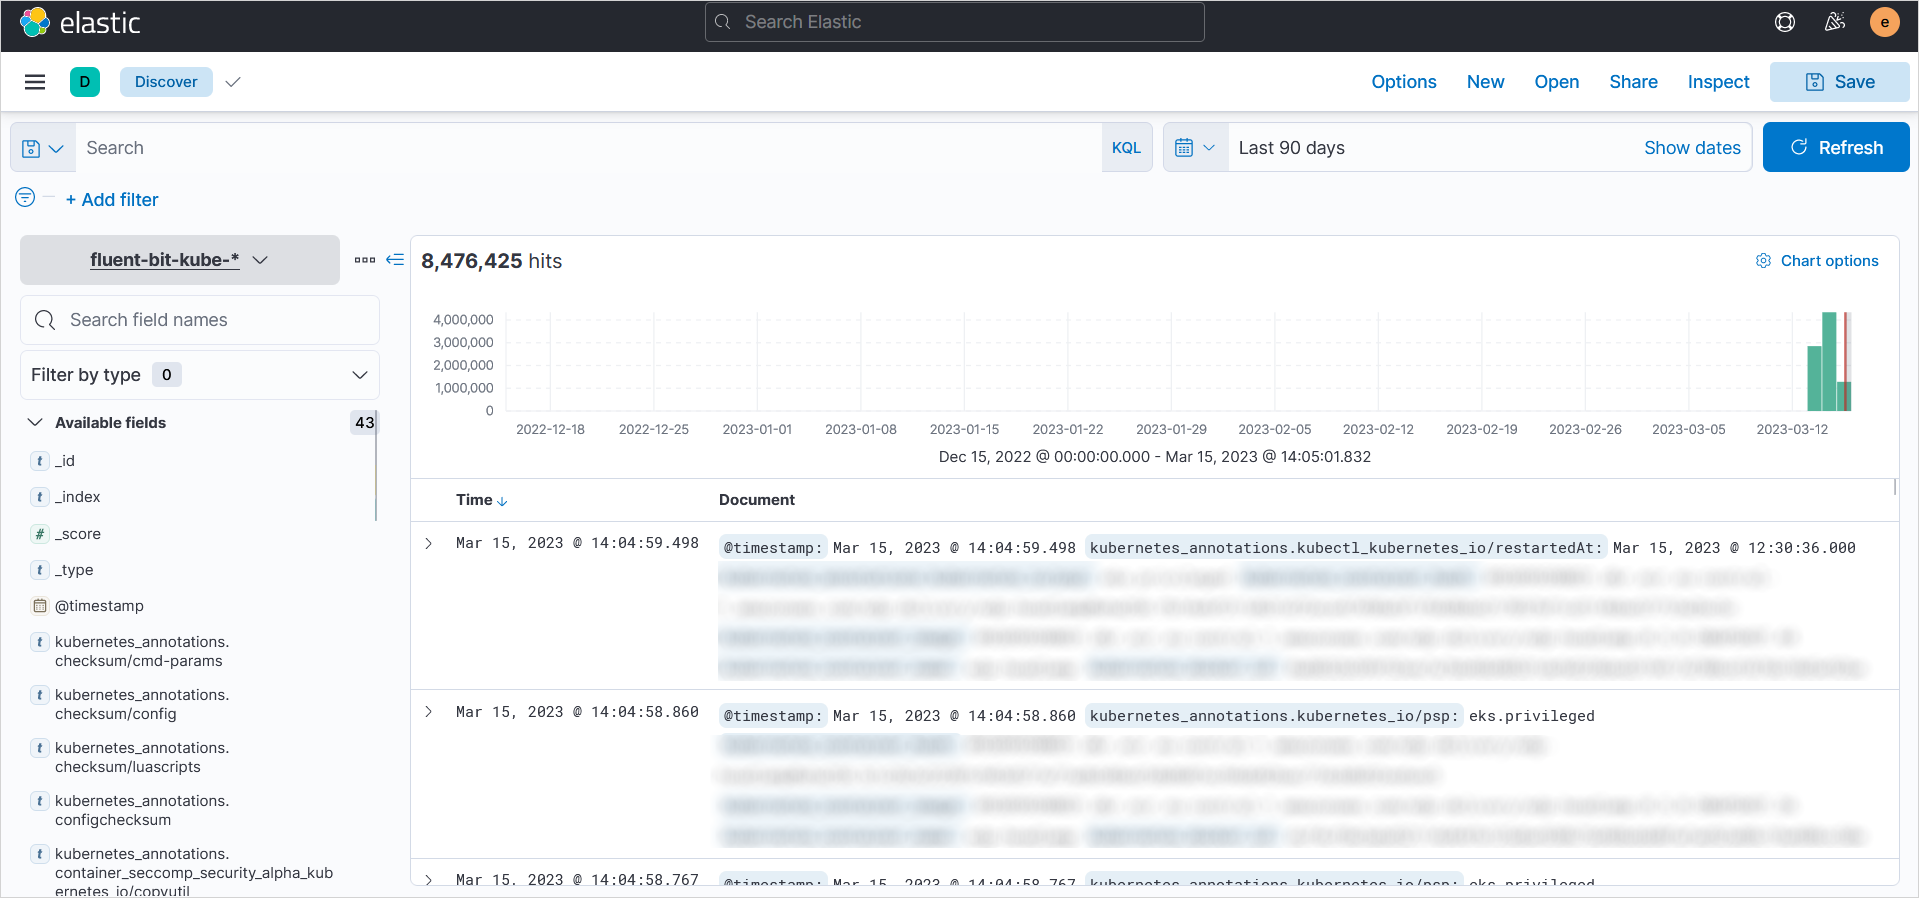 elastic
Search Elastic
e
D
Discover
Options
New
Open
Share
Inspect
Save
Search
KQL
Last 90 days
Show dates
Refresh
+ Add filter
fluent-bit-kube-*
8,476,425 hits
Chart options
Search field names
Filter by type 0
Available fields 43
t _id
t _index
# _score
t _type
@timestamp
t kubernetes_annotations.
checksum/cmd-params
t kubernetes_annotations.
checksum/config
t kubernetes_annotations.
checksum/luascripts
t kubernetes_annotations.
configchecksum
t kubernetes_annotations.
container_seccomp_security_alpha_kub
ernetes_io/copyutil
4,000,000
3,000,000
2,000,000
1,000,000
0
2022-12-18 2022-12-25 2023-01-01 2023-01-08 2023-01-15 2023-01-22 2023-01-29 2023-02-05 2023-02-12 2023-02-19 2023-02-26 2023-03-05 2023-03-12
Dec 15, 2022 @ 00:00:00.000 - Mar 15, 2023 @ 14:05:01.832
Time Document
Mar 15, 2023 @ 14:04:59.498 @timestamp: Mar 15, 2023 @ 14:04:59.498 kubernetes_annotations.kubectl_kubernetes_io/restartedAt: Mar 15, 2023 @ 12:30:36.000
Mar 15, 2023 @ 14:04:58.860 @timestamp: Mar 15, 2023 @ 14:04:58.860 kubernetes_annotations.kubernetes_io/psp: eks.privileged
Mar 15, 2023 @ 14:04:58.767 @timestamp: Mar 15, 2023 @ 14:04:58.767 kubernetes_annotations.kubernetes_io/psp: eks.privileged